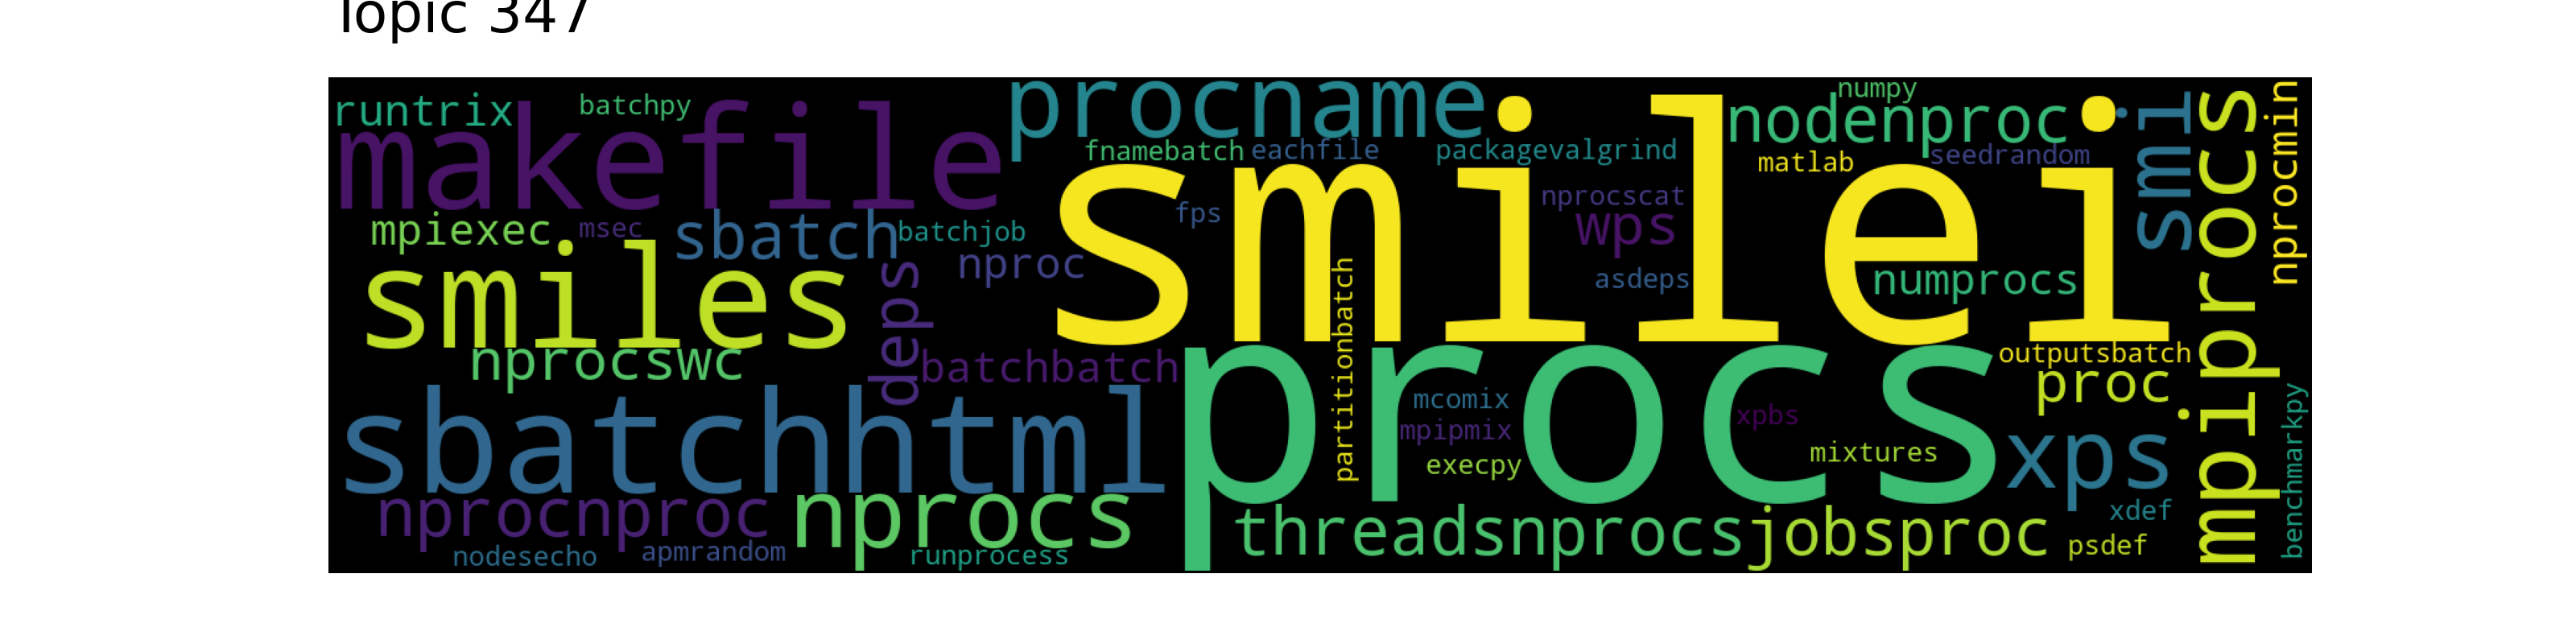 Topic 347
runtrix
batchpy
makefile
procname
smilei
numpy
nodenproc
smi
mpiprocs
nprocmin
fnamebatch
eachfile
packagevalgrind
matlab
seedrandom
mpiexec
msec
sbatch
batchjob
fps
nprocscat
wps
nproc
asdeps
numprocs
smiles
deps
partitionbatch
nprocswc
batchbatch
procs
outputsbatch
proc
sbatchhtml
mcomix
mpipmix
execpy
xpbs
mixtures
xps
benchmarkpy
nprocnproc
nprocs
threadsnprocs
jobsproc
xdef
psdef
nodesecho
apmrandom
runprocess